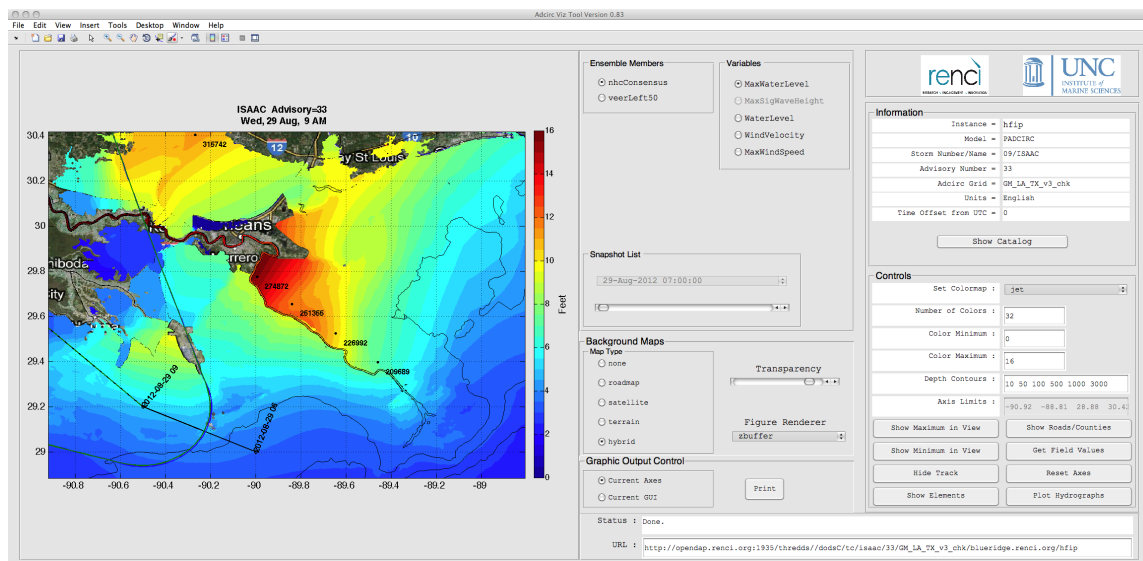 Adcirc Viz Tool Version 0.83
File Edit View Insert Tools Desktop Window Help
ISAAC Advisory=33
Wed, 29 Aug, 9 AM
30.4
30.2
30
29.8
29.6
29.4
29.2
29
-90.8 -90.6 -90.4 -90.2 -90 -89.8 -89.6 -89.4 -89.2 -89
315742
12
10
ay St Louis
eans
rrero
hiboda
ity
274572
251366
226992
209689
2012-08-29 09
2012-08-29 06
16
14
12
10
8
6
4
2
0
Feet
Ensemble Members
nhcConsensus
veerLeft50
Variables
MaxWaterLevel
MaxSigWaveHeight
WaterLevel
WindVelocity
MaxWindSpeed
Snapshot List
29-Aug-2012 07:00:00
Background Maps
Map Type
none
roadmap
satellite
terrain
hybrid
Transparency
Figure Renderer
zbuffer
Graphic Output Control
Current Axes
Current GUI
Print
renci
RESEARCH ENGAGEMENT INNOVATION
UNC
INSTITUTE of
MARINE SCIENCES
Information
Instance = hfip
Model = PADCIRC
Storm Number/Name = 09/ISAAC
Advisory Number = 33
Adcirc Grid = GM_LA_TX_v3_chk
Units = English
Time Offset from UTC = 0
Show Catalog
Controls
Set Colormap : jet
Number of Colors : 32
Color Minimum : 0
Color Maximum : 16
Depth Contours : 10 50 100 500 1000 3000
Axis Limits : -90.92 -88.81 28.88 30.42
Show Maximum in View Show Roads/Counties
Show Minimum in View Get Field Values
Hide Track Reset Axes
Show Elements Plot Hydrographs
Status : Done.
URL : http://opendap.renci.org:1935/thredds//dodsC/tc/isaac/33/GM_LA_TX_v3_chk/blueridge.renci.org/hfip